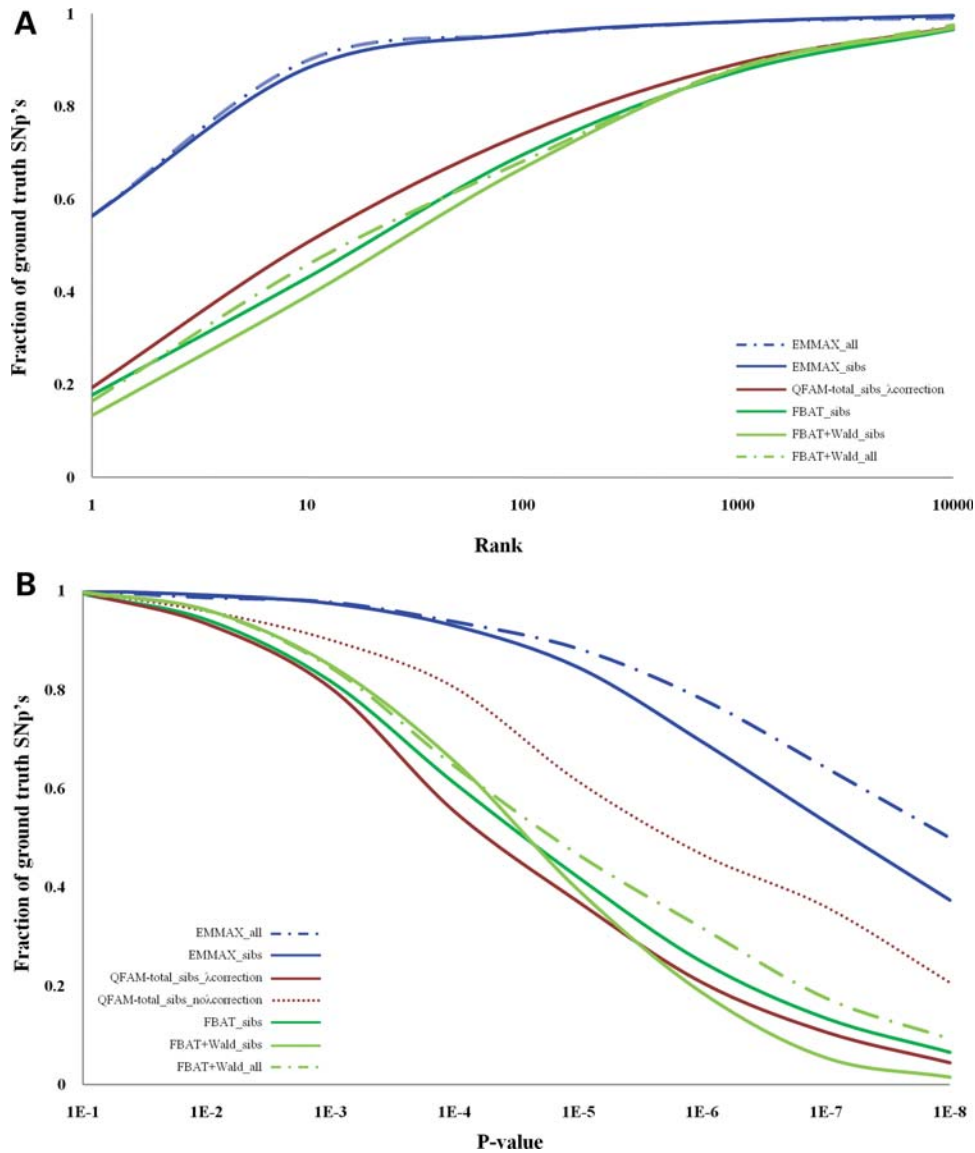 A
Fraction of ground truth SNp's
1
0.8
0.6
0.4
0.2
0
1 10 100 1000 10000
Rank
EMMAX_all
EMMAX_sibs
QFAM-total_sibs_λcorrection
FBAT_sibs
FBAT+Wald_sibs
FBAT+Wald_all
B
Fraction of ground truth SNp's
1
0.8
0.6
0.4
0.2
0
1E-1 1E-2 1E-3 1E-4 1E-5 1E-6 1E-7 1E-8
P-value
EMMAX_all
EMMAX_sibs
QFAM-total_sibs_λcorrection
QFAM-total_sibs_noλcorrection
FBAT_sibs
FBAT+Wald_sibs
FBAT+Wald_all